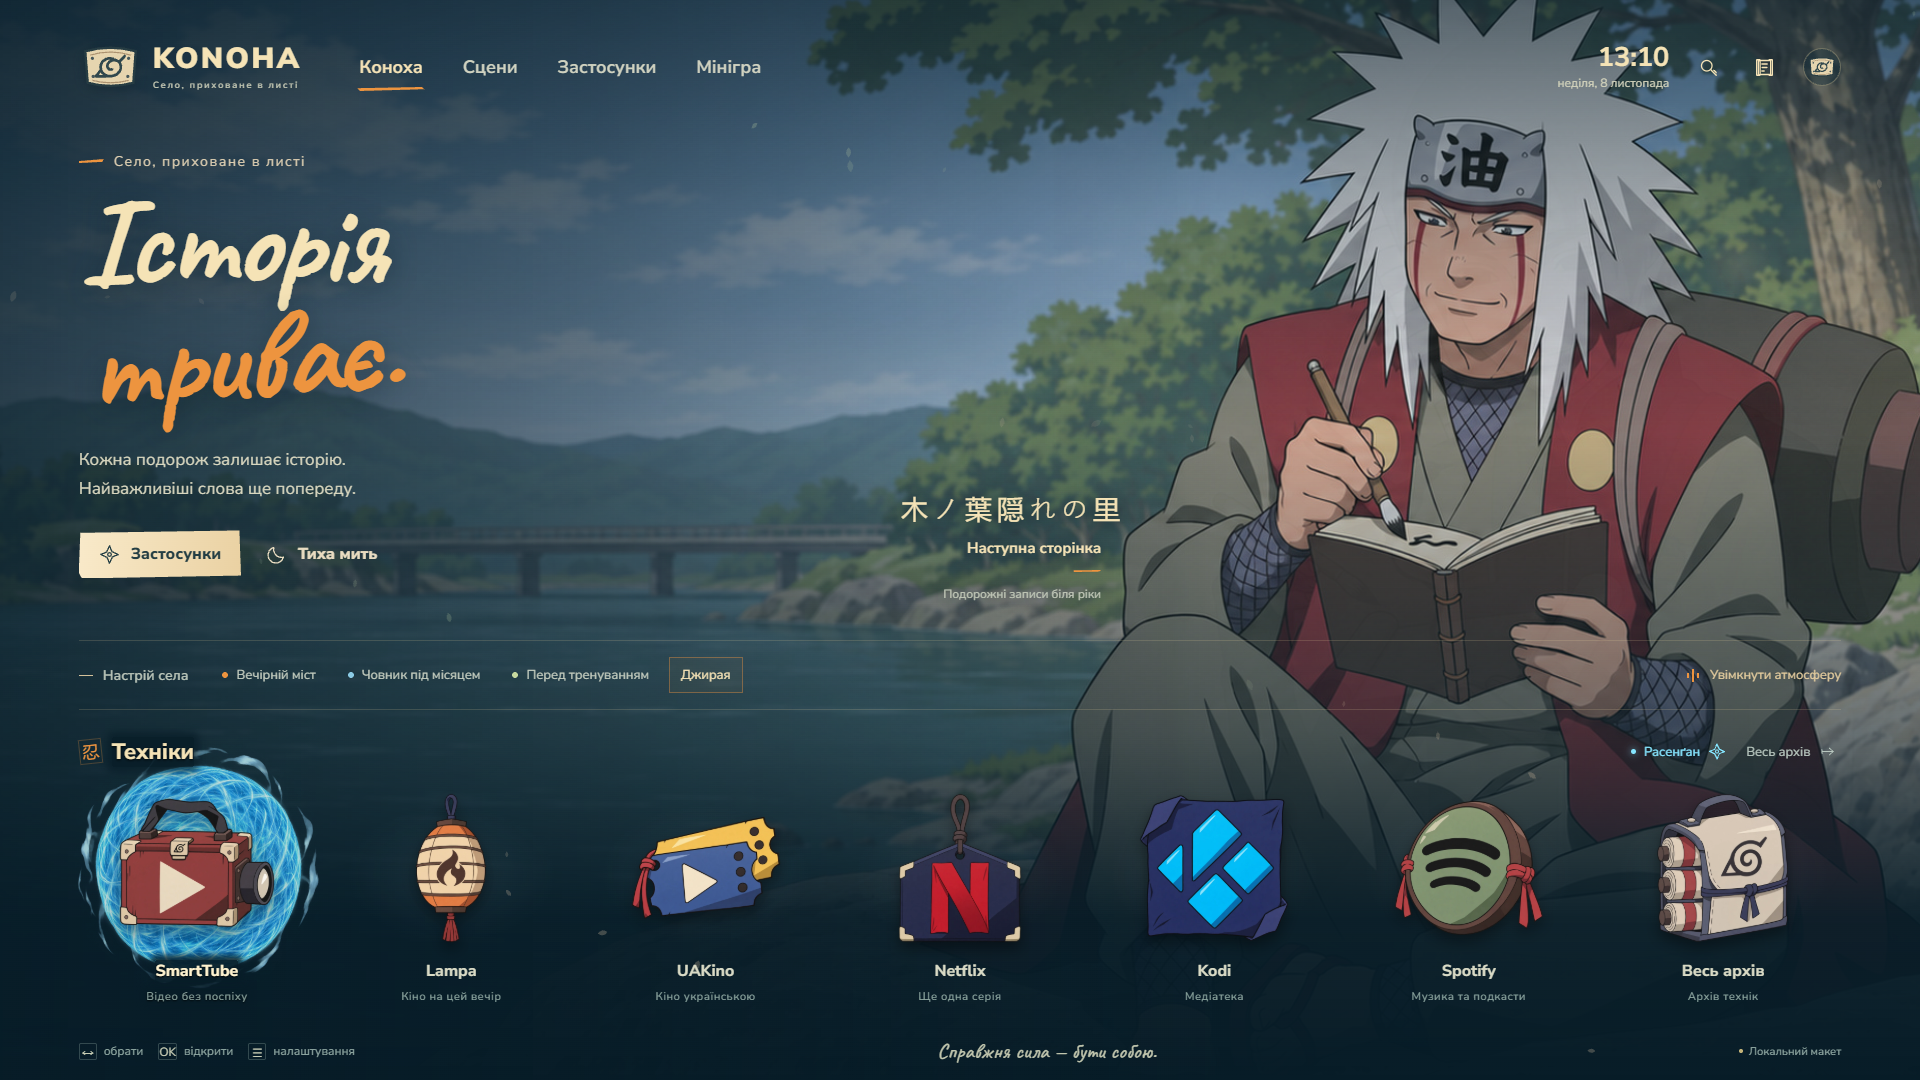 KONOHA
Село, приховане в листі
Коноха
Сцени
Застосунки
Мінігра
13:10
неділя, 8 листопада
油
Село, приховане в листі
Історія
триває.
Кожна подорож залишає історію.
Найважливіші слова ще попереду.
Застосунки
Тиха мить
木ノ葉隠れの里
Наступна сторінка
Подорожні записи біля ріки
Настрій села
Вечірній міст
Човник під місяцем
Перед тренуванням
Джирая
Увімкнути атмосферу
忍
Техніки
Расенґан
Весь архів
SmartTube
Відео без поспіху
Lampa
Кіно на цей вечір
UAKino
Кіно українською
N
Netflix
Ще одна серія
Kodi
Медіатека
Spotify
Музика та подкасти
Весь архів
Архів технік
обрати
OK
відкрити
налаштування
Справжня сила — бути собою.
Локальний макет